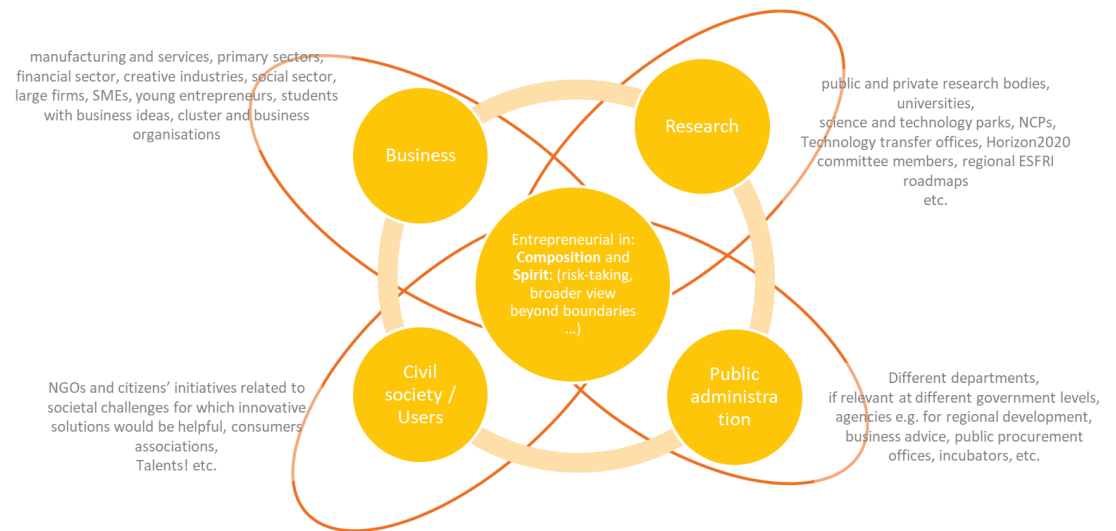 manufacturing and services, primary sectors,
financial sector, creative industries, social sector,
large firms, SMEs, young entrepreneurs, students
with business ideas, cluster and business
organisations
Business
Research
public and private research bodies,
universities,
science and technology parks, NCPs,
Technology transfer offices, Horizon2020
committee members, regional ESFRI
roadmaps
etc.
Entrepreneurial in:
Composition and
Spirit: (risk-taking,
broader view
beyond boundaries
...)
NGOs and citizens’ initiatives related to
societal challenges for which innovative
solutions would be helpful, consumers
associations,
Talents! etc.
Civil
society /
Users
Public
administra
tion
Different departments,
if relevant at different government levels,
agencies e.g. for regional development,
business advice, public procurement
offices, incubators, etc.